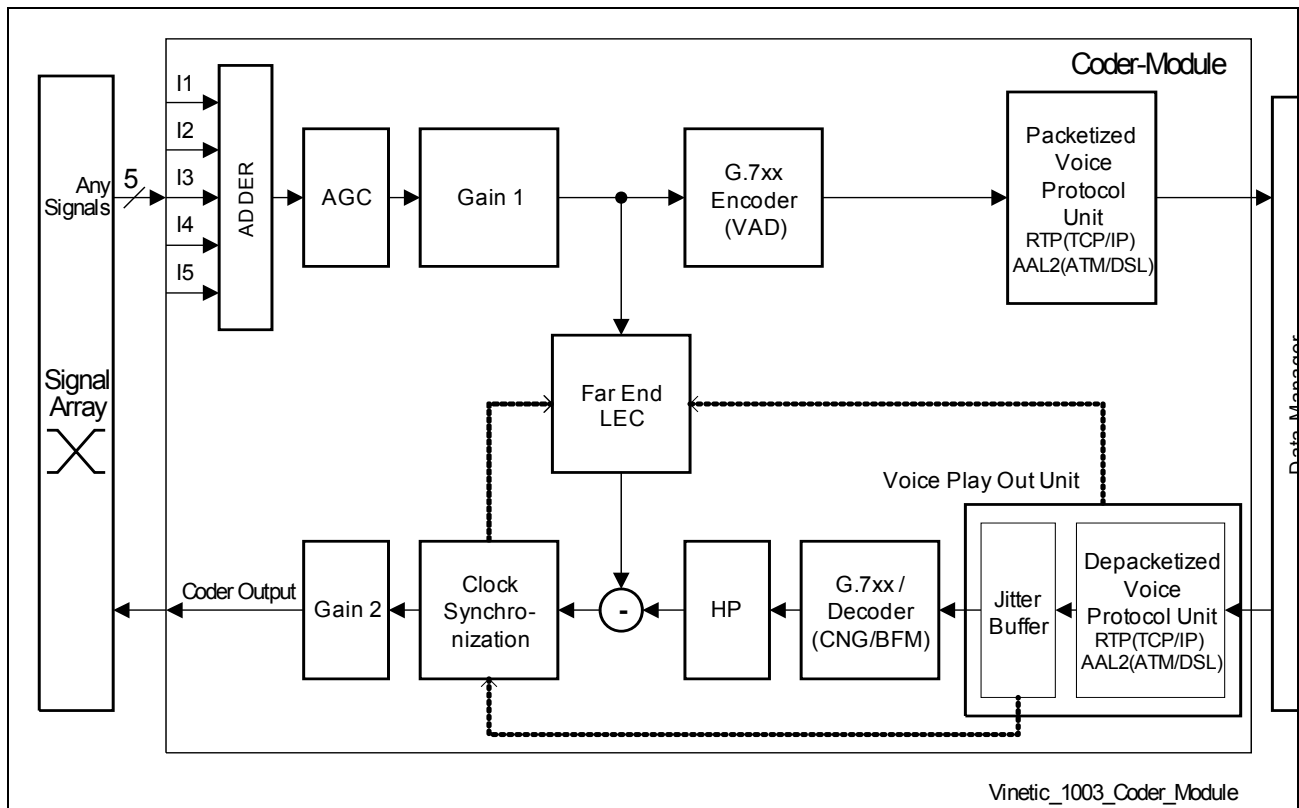 Coder-Module
I1
I2
I3
I4
I5
Any
Signals
5
ADDER
AGC
Gain 1
G.7xx
Encoder
(VAD)
Packetized
Voice
Protocol
Unit
RTP(TCP/IP)
AAL2(ATM/DSL)
Signal
Array
Far End
LEC
Data Manager
Voice Play Out Unit
Coder Output
Gain 2
Clock
Synchro-
nization
-
HP
G.7xx /
Decoder
(CNG/BFM)
Jitter
Buffer
Depacketized
Voice
Protocol Unit
RTP(TCP/IP)
AAL2(ATM/DSL)
Vinetic_1003_Coder_Module